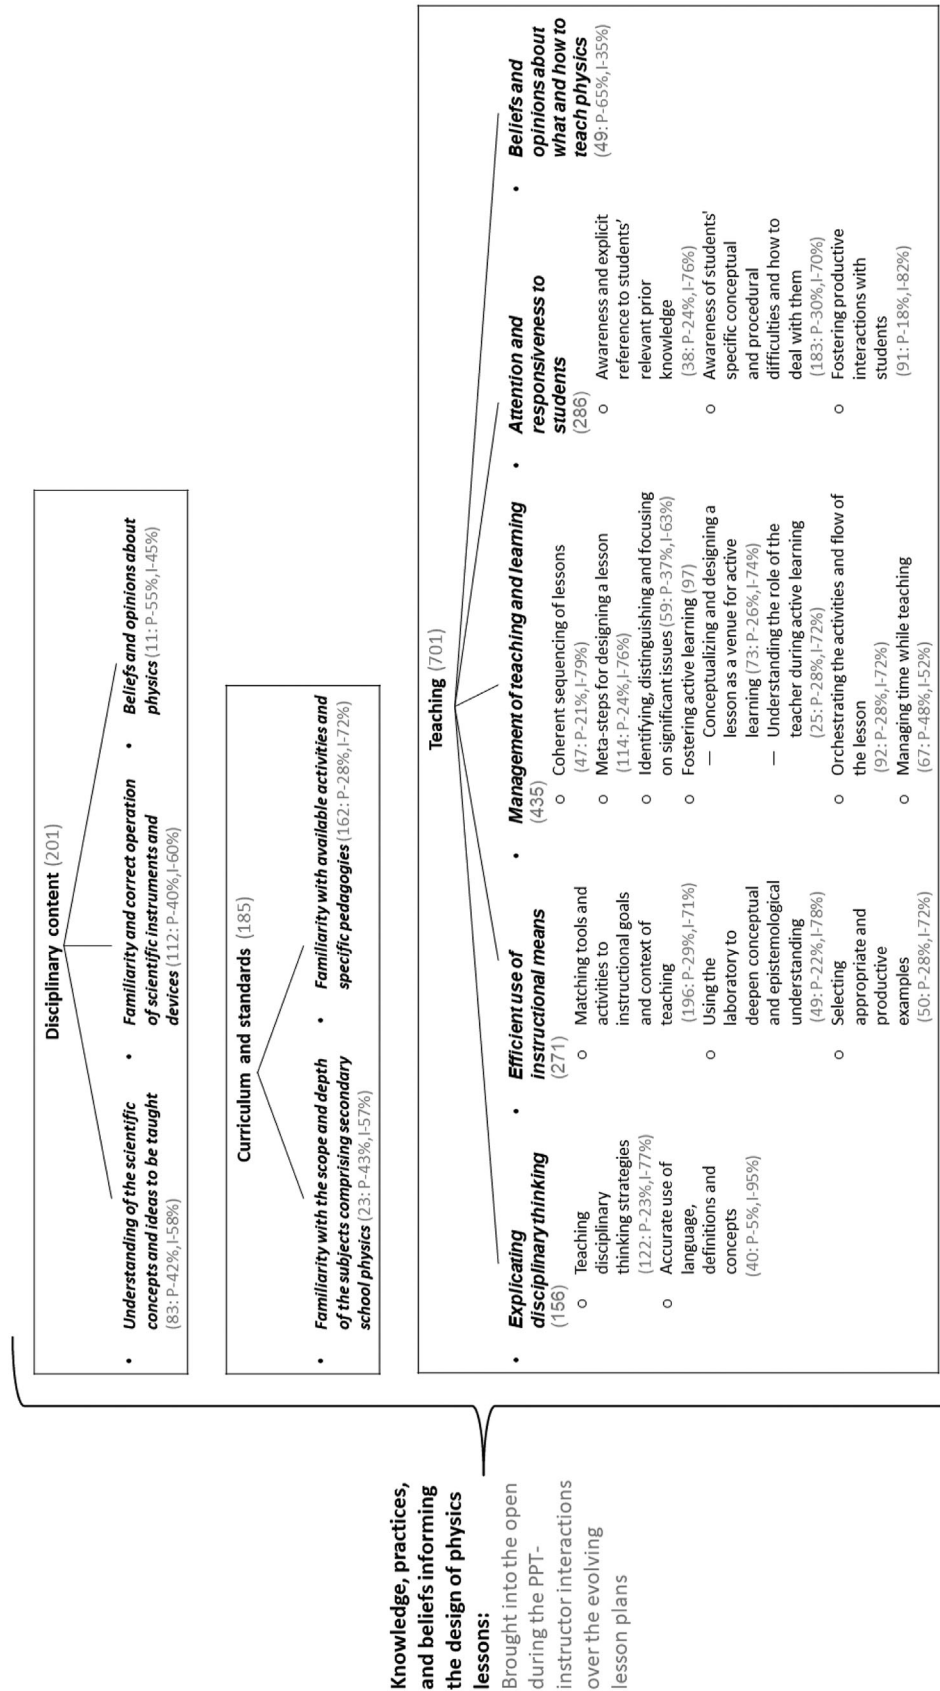 Knowledge, practices,
and beliefs informing
the design of physics
lessons:
Brought into the open
during the PPT-
instructor interactions
over the evolving
lesson plans
Disciplinary content (201)
• Understanding of the scientific
concepts and ideas to be taught
(83: P-42%,I-58%)
• Familiarity and correct operation
of scientific instruments and
devices (112: P-40%,I-60%)
• Beliefs and opinions about
physics (11: P-55%,I-45%)
Curriculum and standards (185)
• Familiarity with the scope and depth
of the subjects comprising secondary
school physics (23: P-43%,I-57%)
• Familiarity with available activities and
specific pedagogies (162: P-28%,I-72%)
Teaching (701)
• Explicating
disciplinary thinking
(156)
○ Teaching
disciplinary
thinking strategies
(122: P-23%,I-77%)
○ Accurate use of
language,
definitions and
concepts
(40: P-5%,I-95%)
• Efficient use of
instructional means
(271)
○ Matching tools and
activities to
instructional goals
and context of
teaching
(196: P-29%,I-71%)
○ Using the
laboratory to
deepen conceptual
and epistemological
understanding
(49: P-22%,I-78%)
○ Selecting
appropriate and
productive
examples
(50: P-28%,I-72%)
• Management of teaching and learning
(435)
○ Coherent sequencing of lessons
(47: P-21%,I-79%)
○ Meta-steps for designing a lesson
(114: P-24%,I-76%)
○ Identifying, distinguishing and focusing
on significant issues (59: P-37%,I-63%)
○ Fostering active learning (97)
— Conceptualizing and designing a
lesson as a venue for active
learning (73: P-26%,I-74%)
— Understanding the role of the
teacher during active learning
(25: P-28%,I-72%)
○ Orchestrating the activities and flow of
the lesson
(92: P-28%,I-72%)
○ Managing time while teaching
(67: P-48%,I-52%)
• Attention and
responsiveness to
students
(286)
○ Awareness and explicit
reference to students’
relevant prior
knowledge
(38: P-24%,I-76%)
○ Awareness of students'
specific conceptual
and procedural
difficulties and how to
deal with them
(183: P-30%,I-70%)
○ Fostering productive
interactions with
students
(91: P-18%,I-82%)
• Beliefs and
opinions about
what and how to
teach physics
(49: P-65%,I-35%)